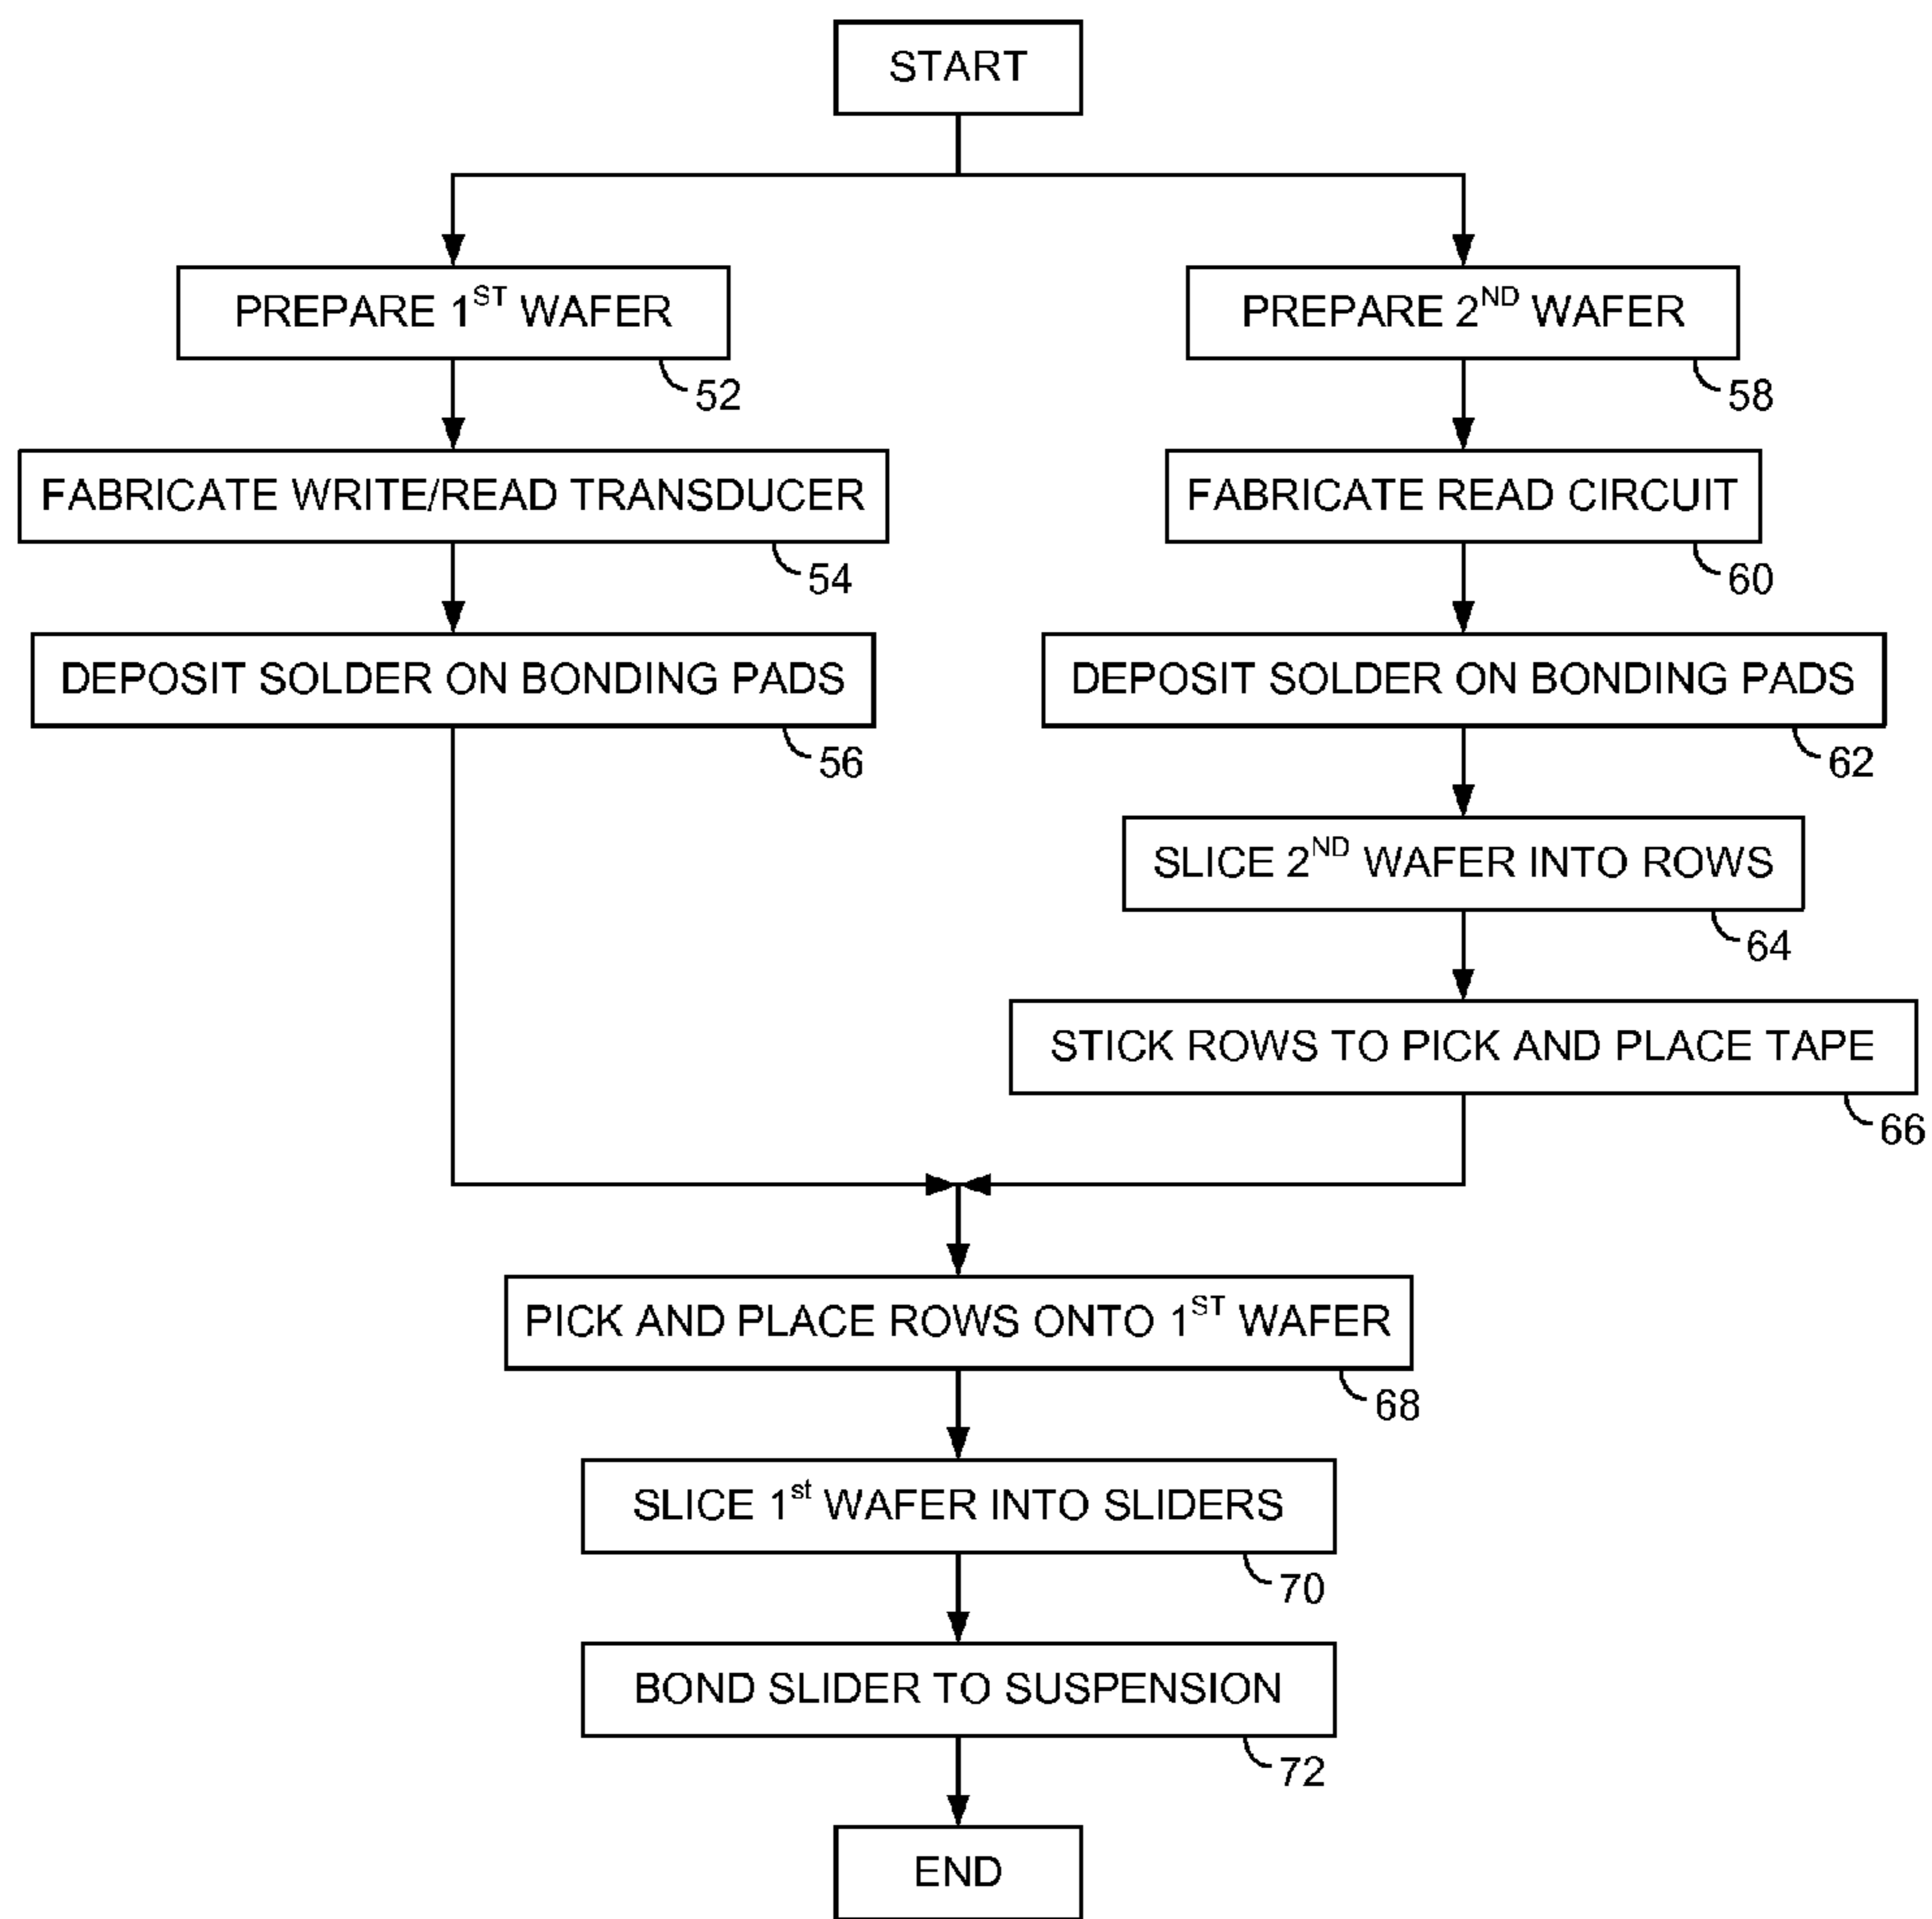 START
PREPARE 1ST WAFER
52
FABRICATE WRITE/READ TRANSDUCER
54
DEPOSIT SOLDER ON BONDING PADS
56
PREPARE 2ND WAFER
58
FABRICATE READ CIRCUIT
60
DEPOSIT SOLDER ON BONDING PADS
62
SLICE 2ND WAFER INTO ROWS
64
STICK ROWS TO PICK AND PLACE TAPE
66
PICK AND PLACE ROWS ONTO 1ST WAFER
68
SLICE 1st WAFER INTO SLIDERS
70
BOND SLIDER TO SUSPENSION
72
END